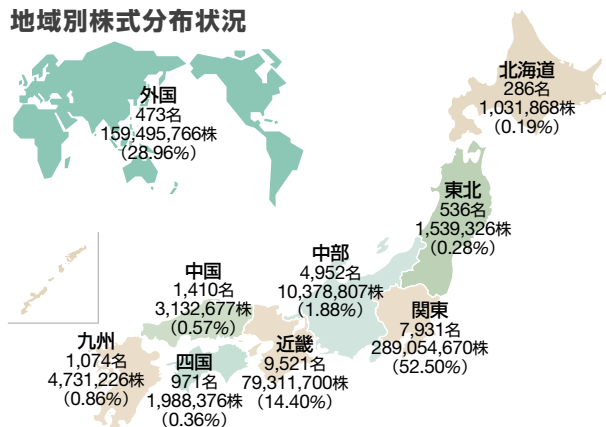 地域別株式分布状況
外国
473名
159,495,766株
（28.96%）
北海道
286名
1,031,868株
（0.19%）
東北
536名
1,539,326株
（0.28%）
中部
4,952名
10,378,807株
（1.88%）
中国
1,410名
3,132,677株
（0.57%）
関東
7,931名
289,054,670株
（52.50%）
九州
1,074名
4,731,226株
（0.86%）
四国
971名
1,988,376株
（0.36%）
近畿
9,521名
79,311,700株
（14.40%）